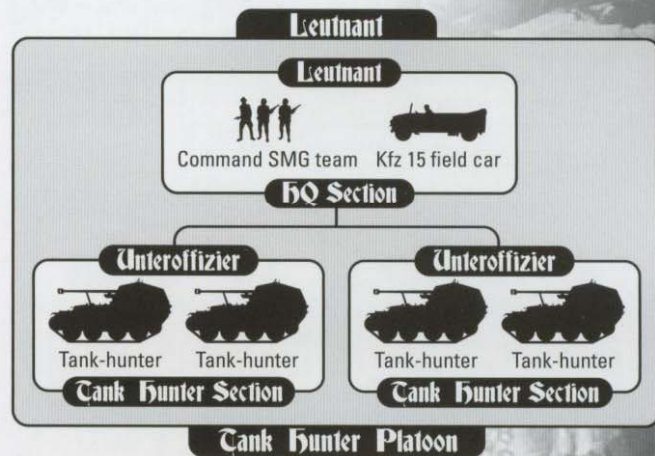 Leutnant
Leutnant
Command SMG team Kfz 15 field car
HQ Section
Unteroffizier Unteroffizier
Tank-hunter Tank-hunter Tank-hunter Tank-hunter
Tank Hunter Section Tank Hunter Section
Tank Hunter Platoon